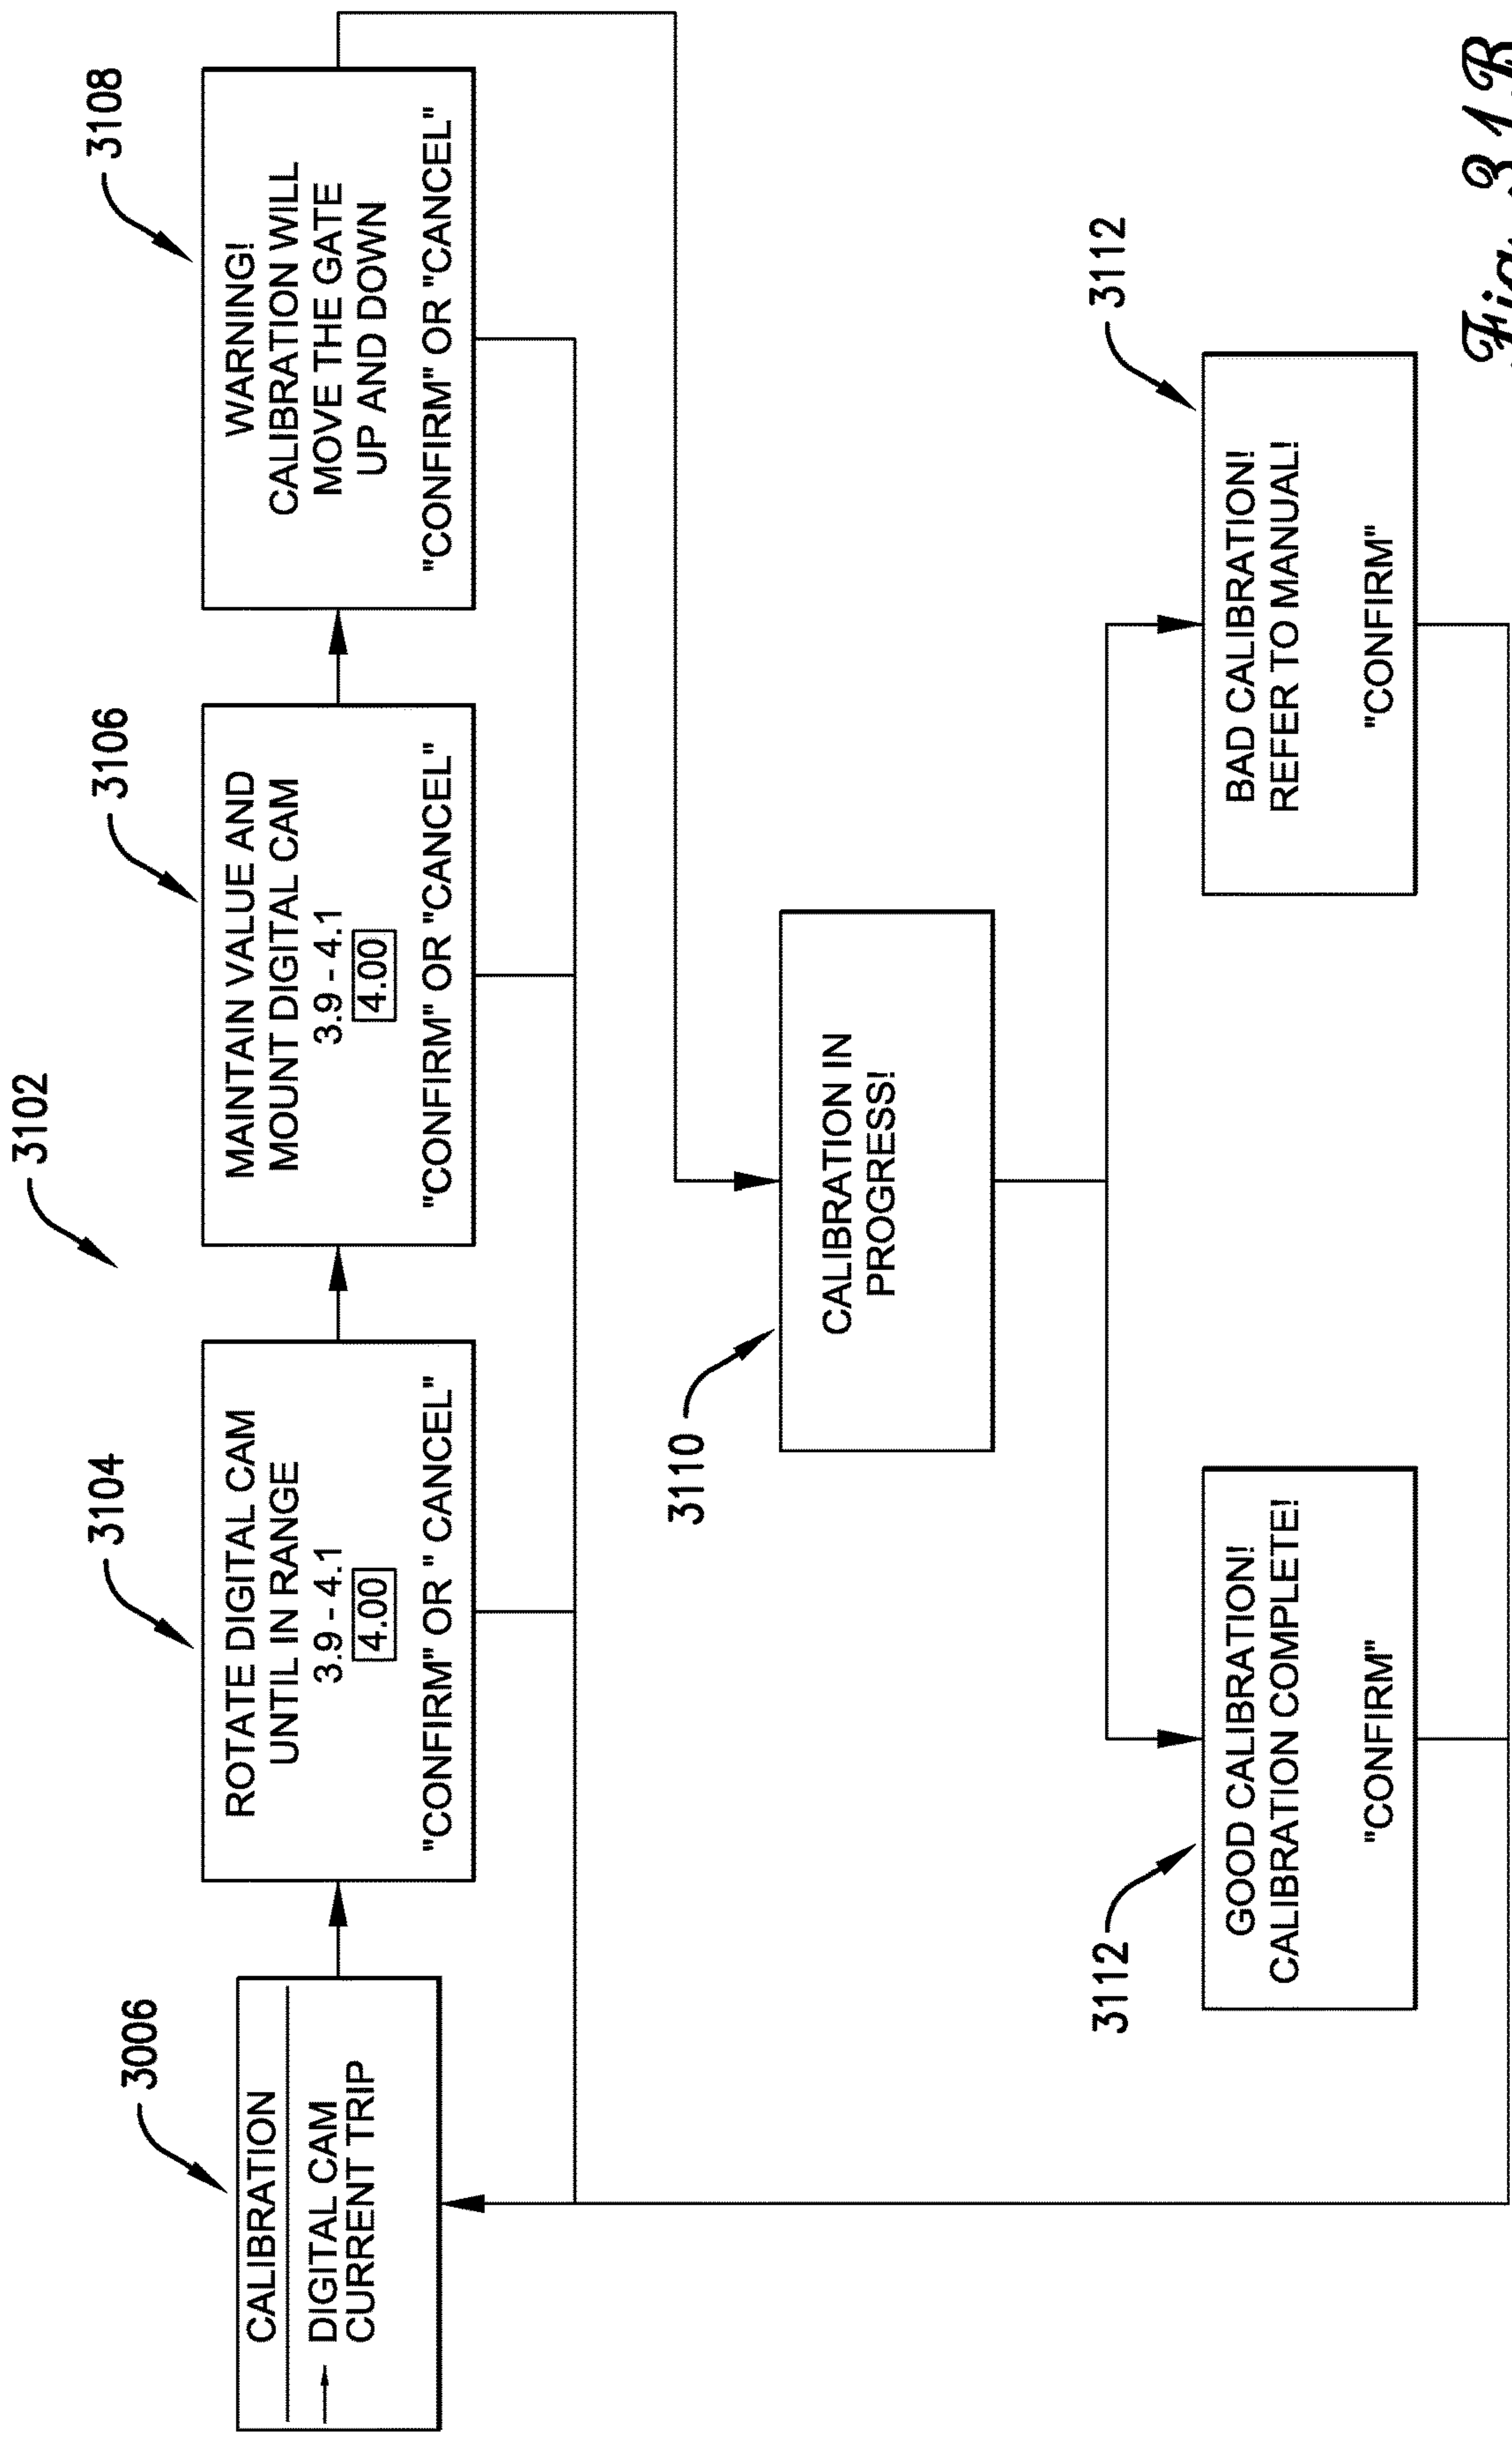 3102
3006
CALIBRATION
DIGITAL CAM
CURRENT TRIP
3104
ROTATE DIGITAL CAM
UNTIL IN RANGE
3.9 - 4.1
4.00
"CONFIRM" OR " CANCEL"
3106
MAINTAIN VALUE AND
MOUNT DIGITAL CAM
3.9 - 4.1
4.00
"CONFIRM" OR "CANCEL"
3108
WARNING!
CALIBRATION WILL
MOVE THE GATE
UP AND DOWN
"CONFIRM" OR "CANCEL"
3110
CALIBRATION IN
PROGRESS!
3112
GOOD CALIBRATION!
CALIBRATION COMPLETE!
"CONFIRM"
3112
BAD CALIBRATION!
REFER TO MANUAL!
"CONFIRM"
Fig. 31B